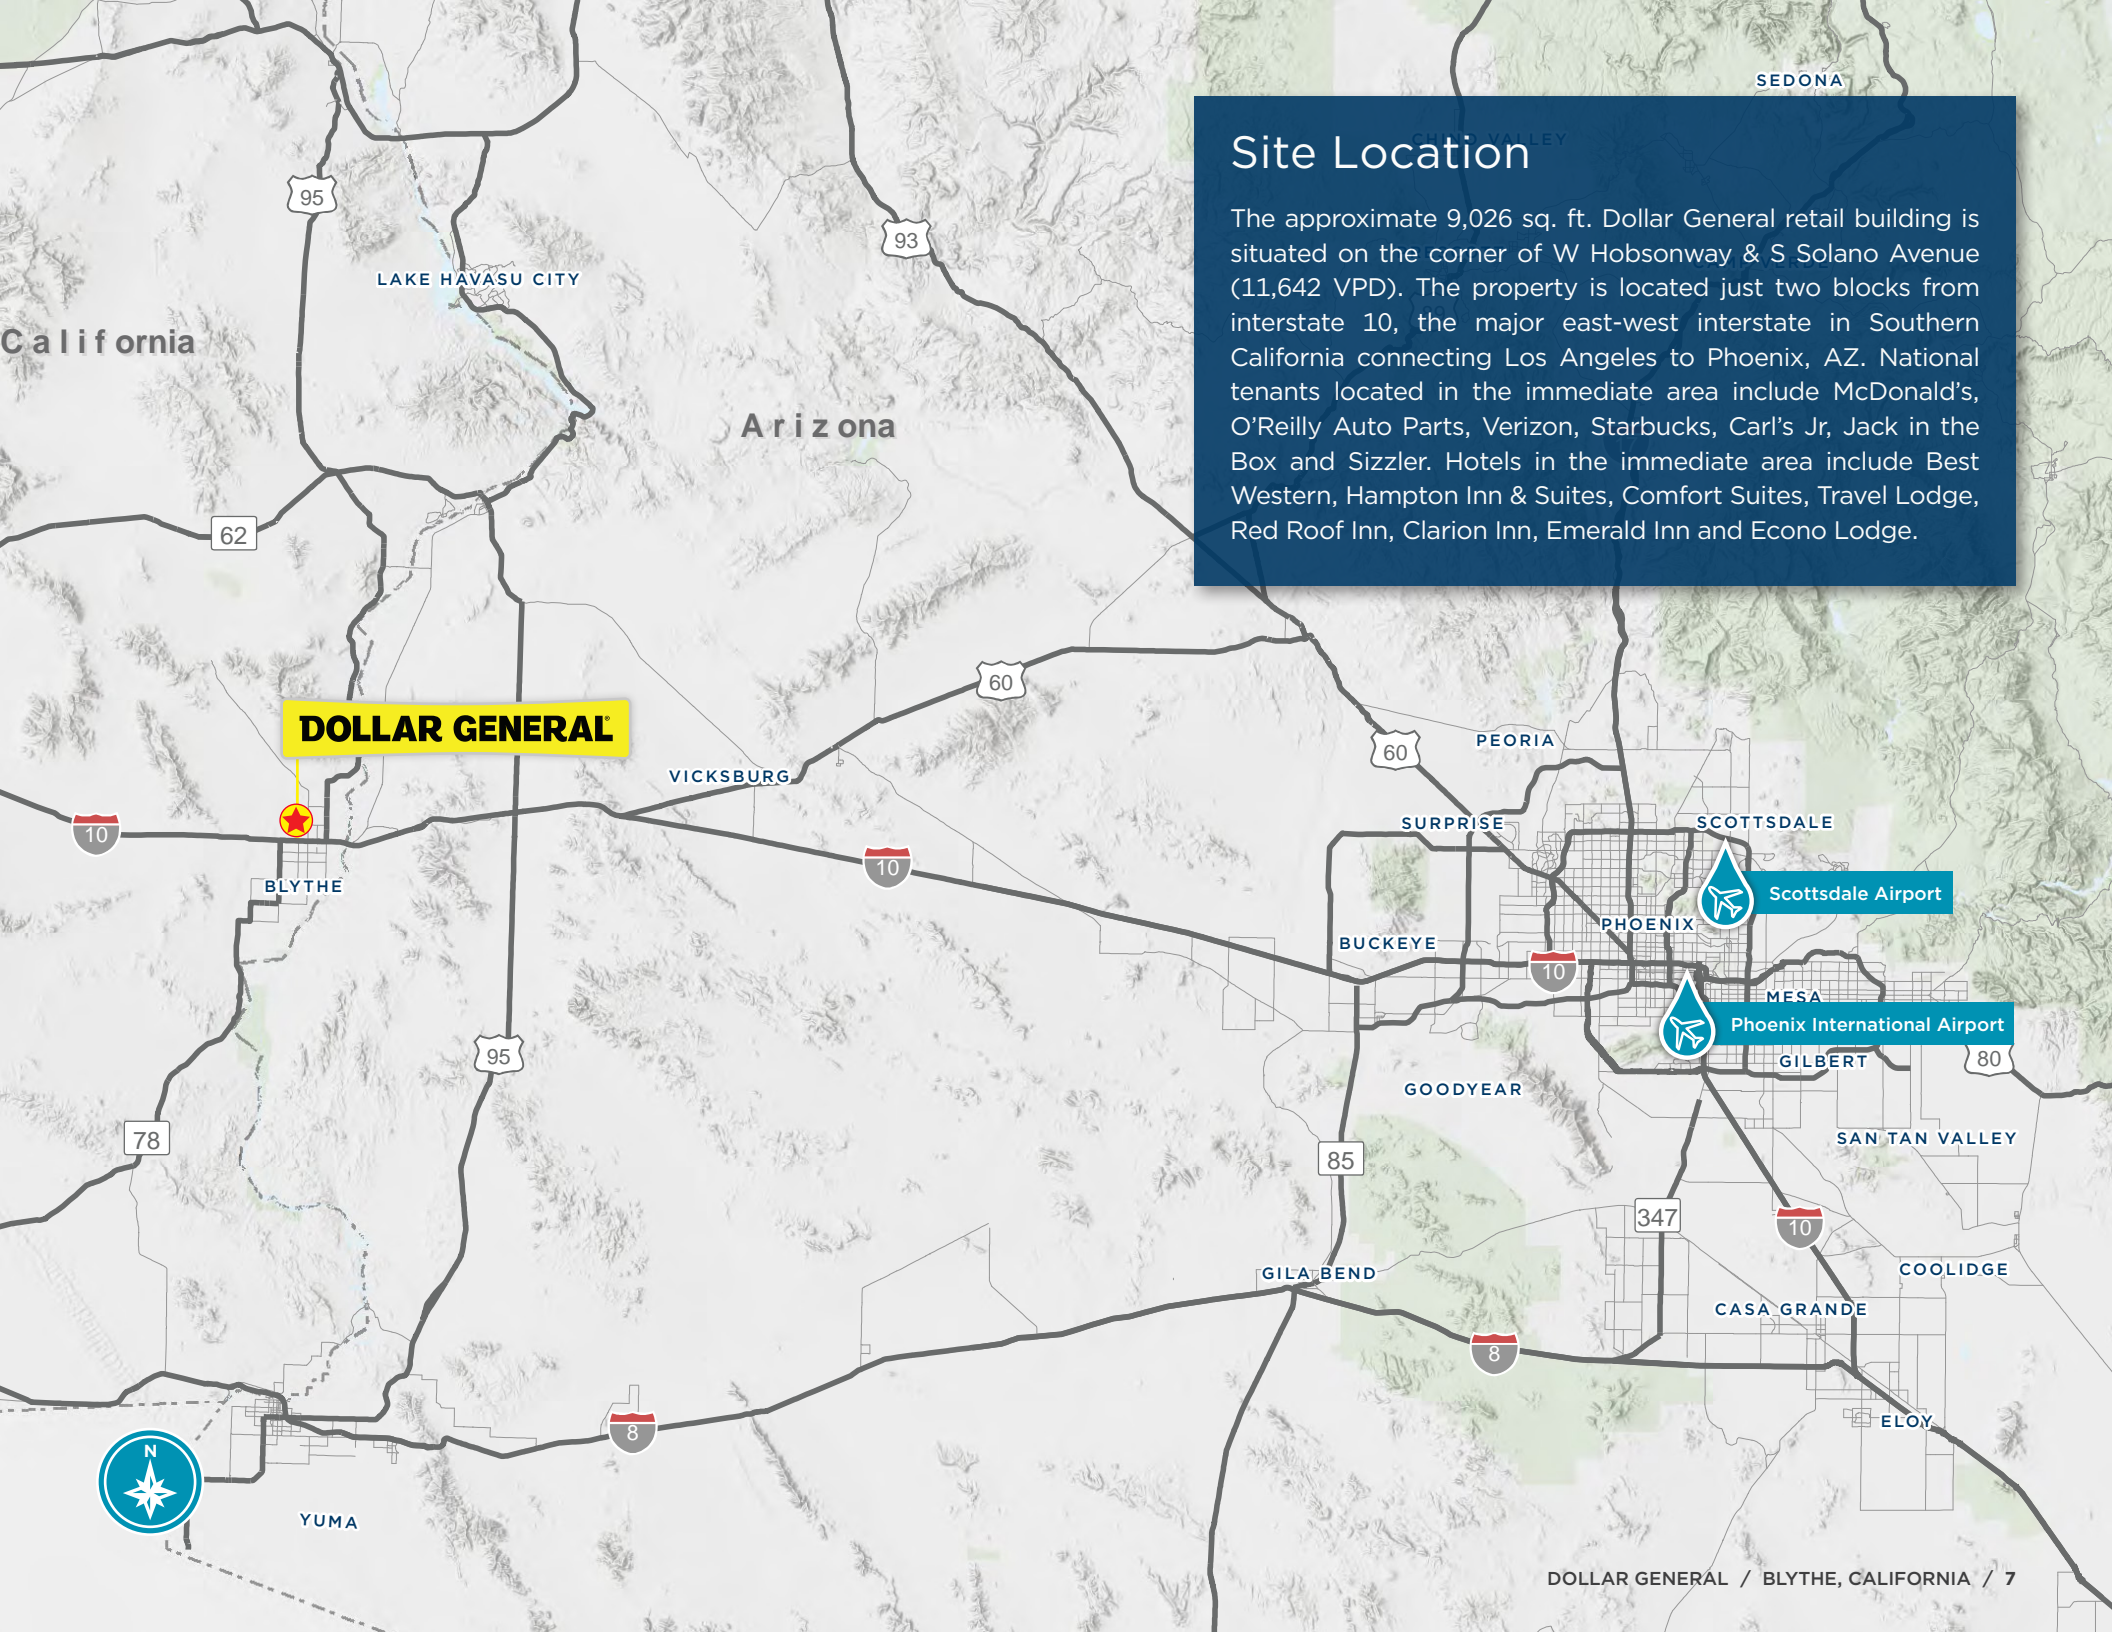 SEDONA
CHINO VALLEY
Site Location
The approximate 9,026 sq. ft. Dollar General retail building is
situated on the corner of W Hobsonway & S Solano Avenue
(11,642 VPD). The property is located just two blocks from
interstate 10, the major east-west interstate in Southern
California connecting Los Angeles to Phoenix, AZ. National
tenants located in the immediate area include McDonald's,
O'Reilly Auto Parts, Verizon, Starbucks, Carl's Jr, Jack in the
Box and Sizzler. Hotels in the immediate area include Best
Western, Hampton Inn & Suites, Comfort Suites, Travel Lodge,
Red Roof Inn, Clarion Inn, Emerald Inn and Econo Lodge.
95
93
LAKE HAVASU CITY
California
Arizona
62
60
DOLLAR GENERAL
60
PEORIA
VICKSBURG
10
SURPRISE
SCOTTSDALE
10
BLYTHE
Scottsdale Airport
PHOENIX
BUCKEYE
10
MESA
Phoenix International Airport
95
GILBERT
80
GOODYEAR
78
SAN TAN VALLEY
85
347
10
GILA BEND
COOLIDGE
CASA GRANDE
8
8
ELOY
N
YUMA
DOLLAR GENERAL / BLYTHE, CALIFORNIA / 7